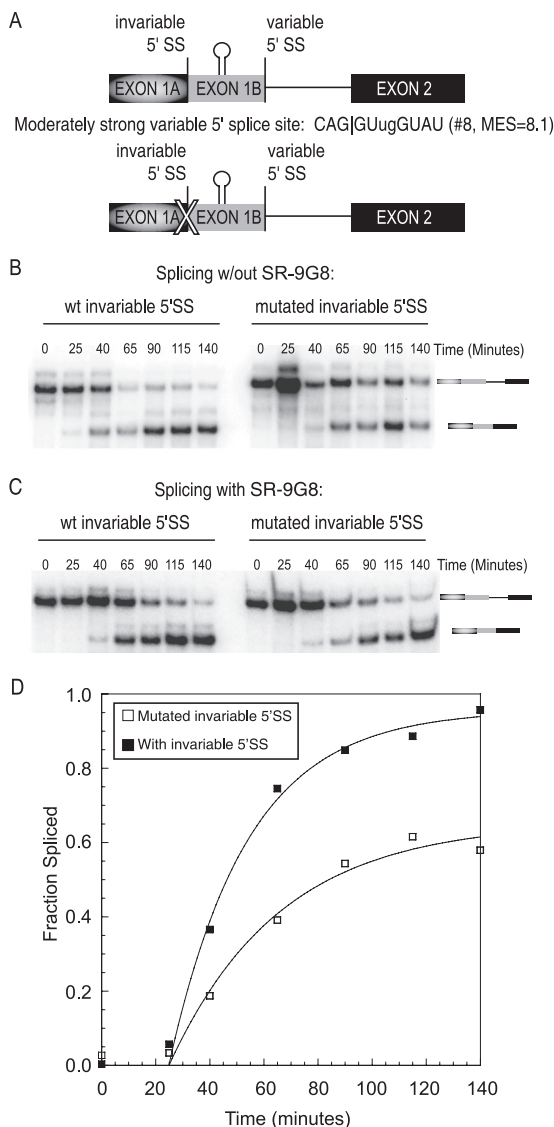 A
invariable
5' SS
variable
5' SS
EXON 1A
EXON 1B
EXON 2
Moderately strong variable 5' splice site: CAG|GUugGUAU (#8, MES=8.1)
invariable
5' SS
variable
5' SS
EXON 1A
EXON 1B
EXON 2
B
Splicing w/out SR-9G8:
wt invariable 5'SS
mutated invariable 5'SS
0 25 40 65 90 115 140
0 25 40 65 90 115 140
Time (Minutes)
C
Splicing with SR-9G8:
wt invariable 5'SS
mutated invariable 5'SS
0 25 40 65 90 115 140
0 25 40 65 90 115 140
Time (Minutes)
D
Mutated invariable 5'SS
With invariable 5'SS
Fraction Spliced
1.0
0.8
0.6
0.4
0.2
0.0
0 20 40 60 80 100 120 140
Time (minutes)